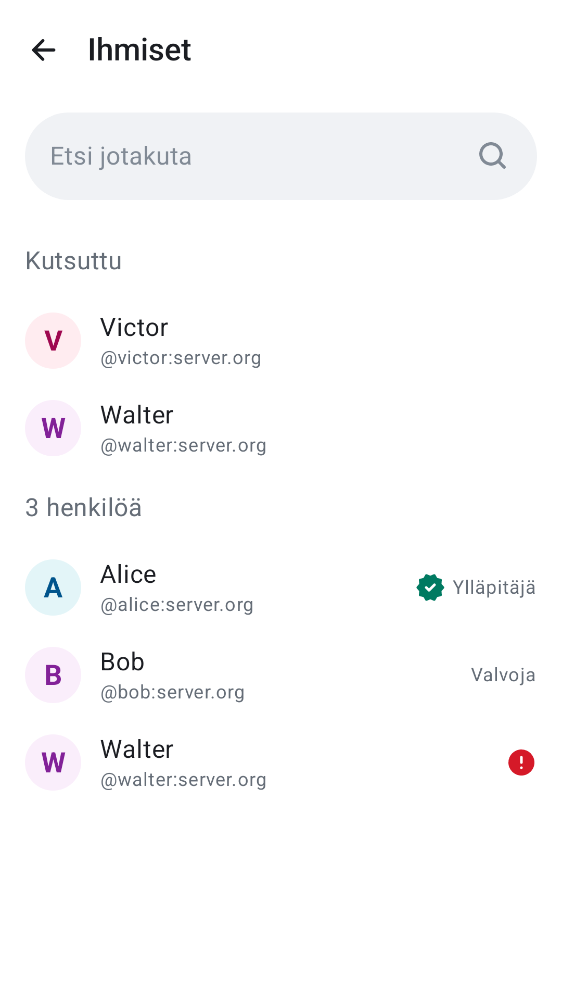 Ihmiset
Etsi jotakuta
Kutsuttu
V
Victor
@victor:server.org
W
Walter
@walter:server.org
3 henkilöä
A
Alice
@alice:server.org
Ylläpitäjä
B
Bob
@bob:server.org
Valvoja
W
Walter
@walter:server.org